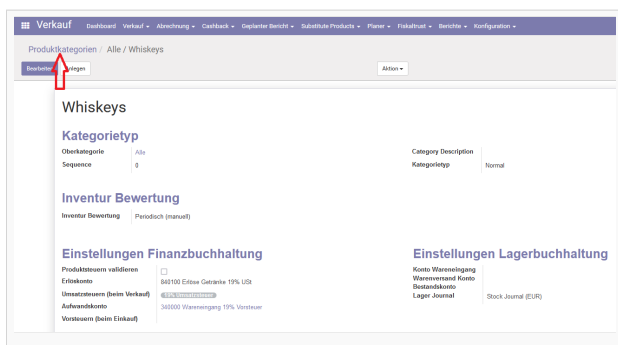 Verkauf Dashboard Verkauf Abrechnung Cashback Geplanter Bericht Substitute Products Planer Fiskaltrust Berichte Konfiguration
Produktkategorien / Alle / Whiskeys
Bearbeiten Anlegen Aktion
Whiskeys
Kategorietyp
Oberkategorie Alle Category Description
Sequence 0 Kategorietyp Normal
Inventur Bewertung
Inventur Bewertung Periodisch (manuell)
Einstellungen Finanzbuchhaltung Einstellungen Lagerbuchhaltung
Produktsteuern validieren Konto Wareneingang
Erlöskonto 840100 Erlöse Getränke 19% USt Warenversand Konto
Bestandskonto
Umsatzsteuern (beim Verkauf) 19% Umsatzsteuer Lager Journal Stock Journal (EUR)
Aufwandskonto 340000 Wareneingang 19% Vorsteuer
Vorsteuern (beim Einkauf)